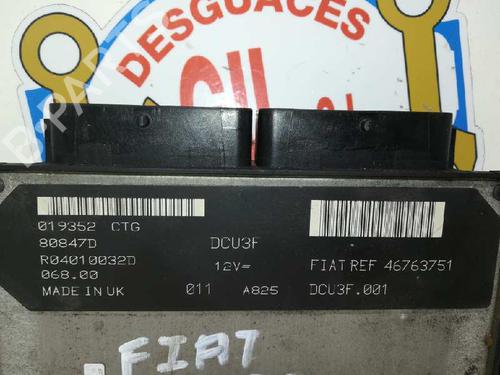 DESGUACES
B-PARTS
019352 CTG
80847D
R04010032D
068.00
MADE IN UK
DCU3F
12V=
011 A825
FIAT REF 46763751
DCU3F.001
FIAT